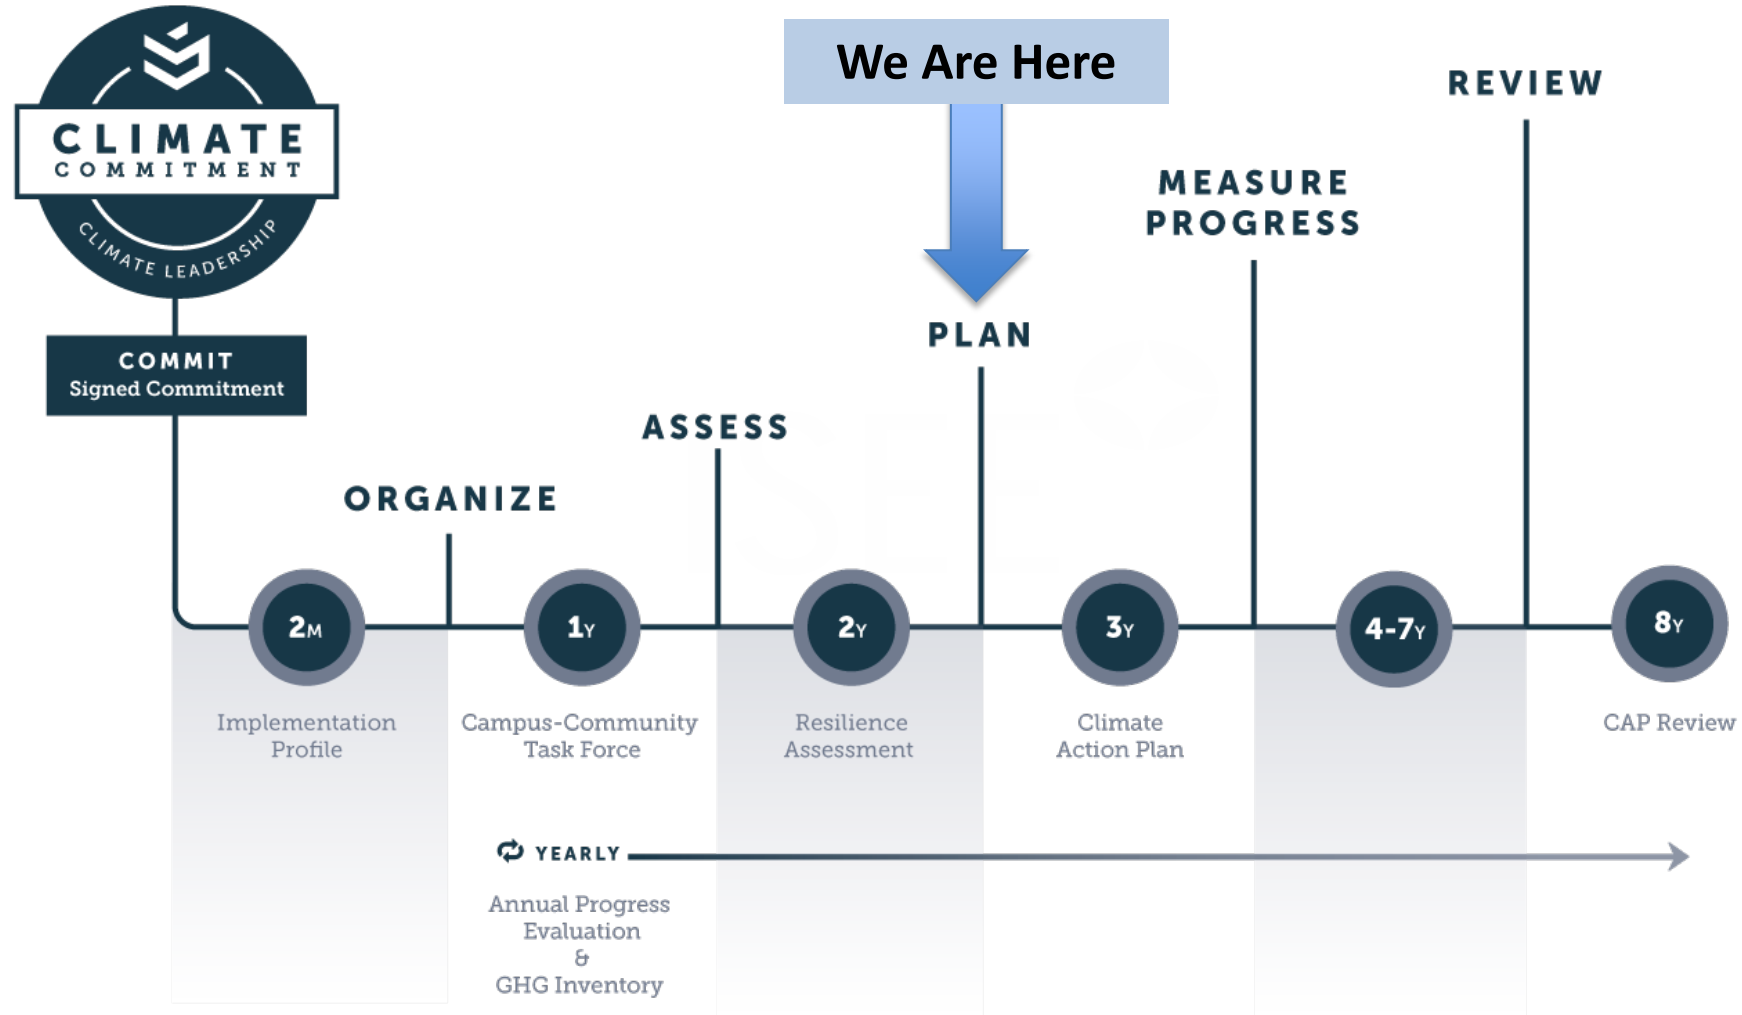 CLIMATE
COMMITMENT
CLIMATE LEADERSHIP
COMMIT
Signed Commitment
We Are Here
ORGANIZE
ASSESS
PLAN
MEASURE
PROGRESS
REVIEW
2M
1Y
2Y
3Y
4-7Y
8Y
Implementation
Profile
Campus-Community
Task Force
Resilience
Assessment
Climate
Action Plan
CAP Review
YEARLY
Annual Progress
Evaluation
&
GHG Inventory